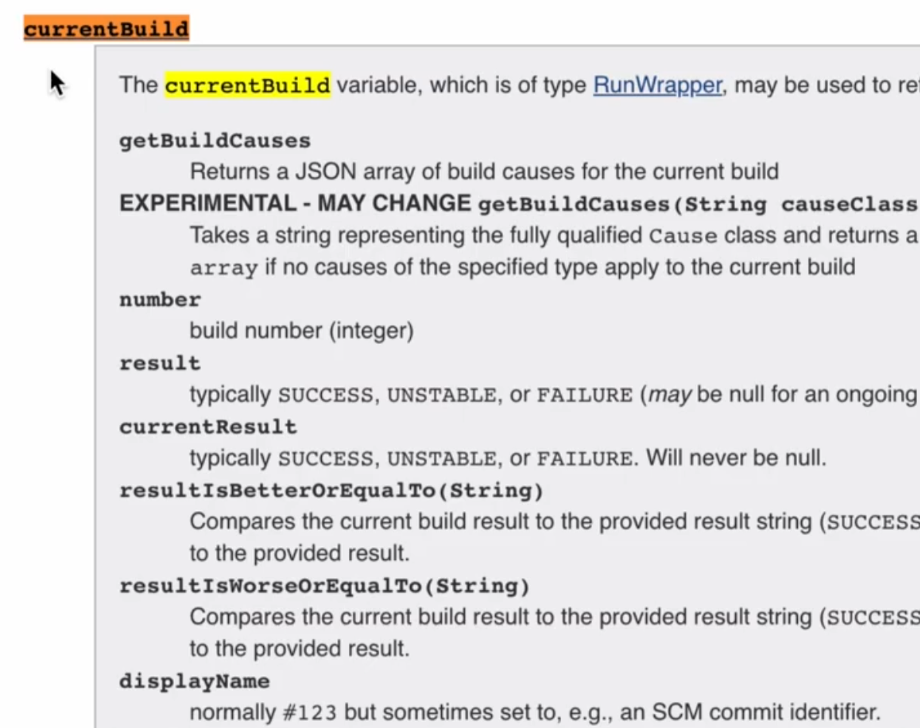 currentBuild
The currentBuild variable, which is of type RunWrapper, may be used to
getBuildCauses
Returns a JSON array of build causes for the current build
EXPERIMENTAL - MAY CHANGE getBuildCauses(String causeClass
Takes a string representing the fully qualified Cause class and returns a
array if no causes of the specified type apply to the current build
number
build number (integer)
result
typically SUCCESS, UNSTABLE, or FAILURE (may be null for an ongoing
currentResult
typically SUCCESS, UNSTABLE, or FAILURE. Will never be null.
resultIsBetterOrEqualTo(String)
Compares the current build result to the provided result string (SUCCESS
to the provided result.
resultIsWorseOrEqualTo(String)
Compares the current build result to the provided result string (SUCCESS
to the provided result.
displayName
normally #123 but sometimes set to, e.g., an SCM commit identifier.